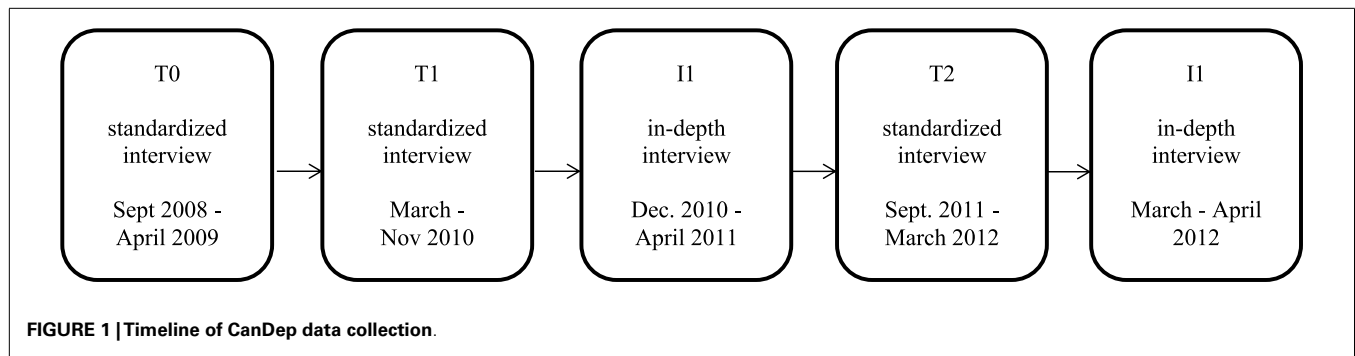 T0
standardized
interview
Sept 2008 -
April 2009
T1
standardized
interview
March -
Nov 2010
I1
in-depth
interview
Dec. 2010 -
April 2011
T2
standardized
interview
Sept. 2011 -
March 2012
I1
in-depth
interview
March - April
2012
FIGURE 1 | Timeline of CanDep data collection.